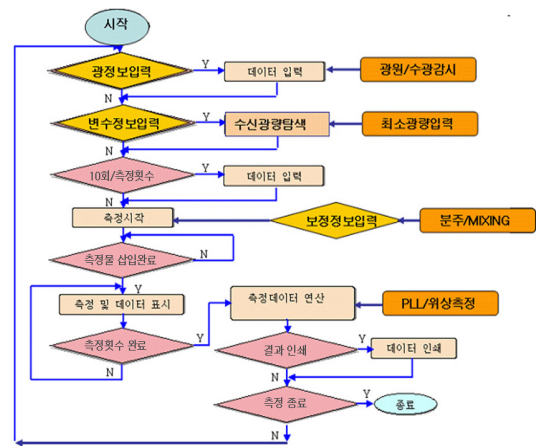 시작
광정보입력
Y
데이터 입력
광원/수광감시
N
변수정보입력
Y
수신광량탐색
최소광량입력
N
10회/측정횟수
Y
데이터 입력
N
측정시작
보정정보입력
분주/MIXING
측정물 삽입완료
N
Y
측정 및 데이터 표시
측정데이터 연산
PLL/위상측정
측정횟수 완료
Y
N
결과 인쇄
Y
데이터 인쇄
N
측정 종료
Y
종료
N